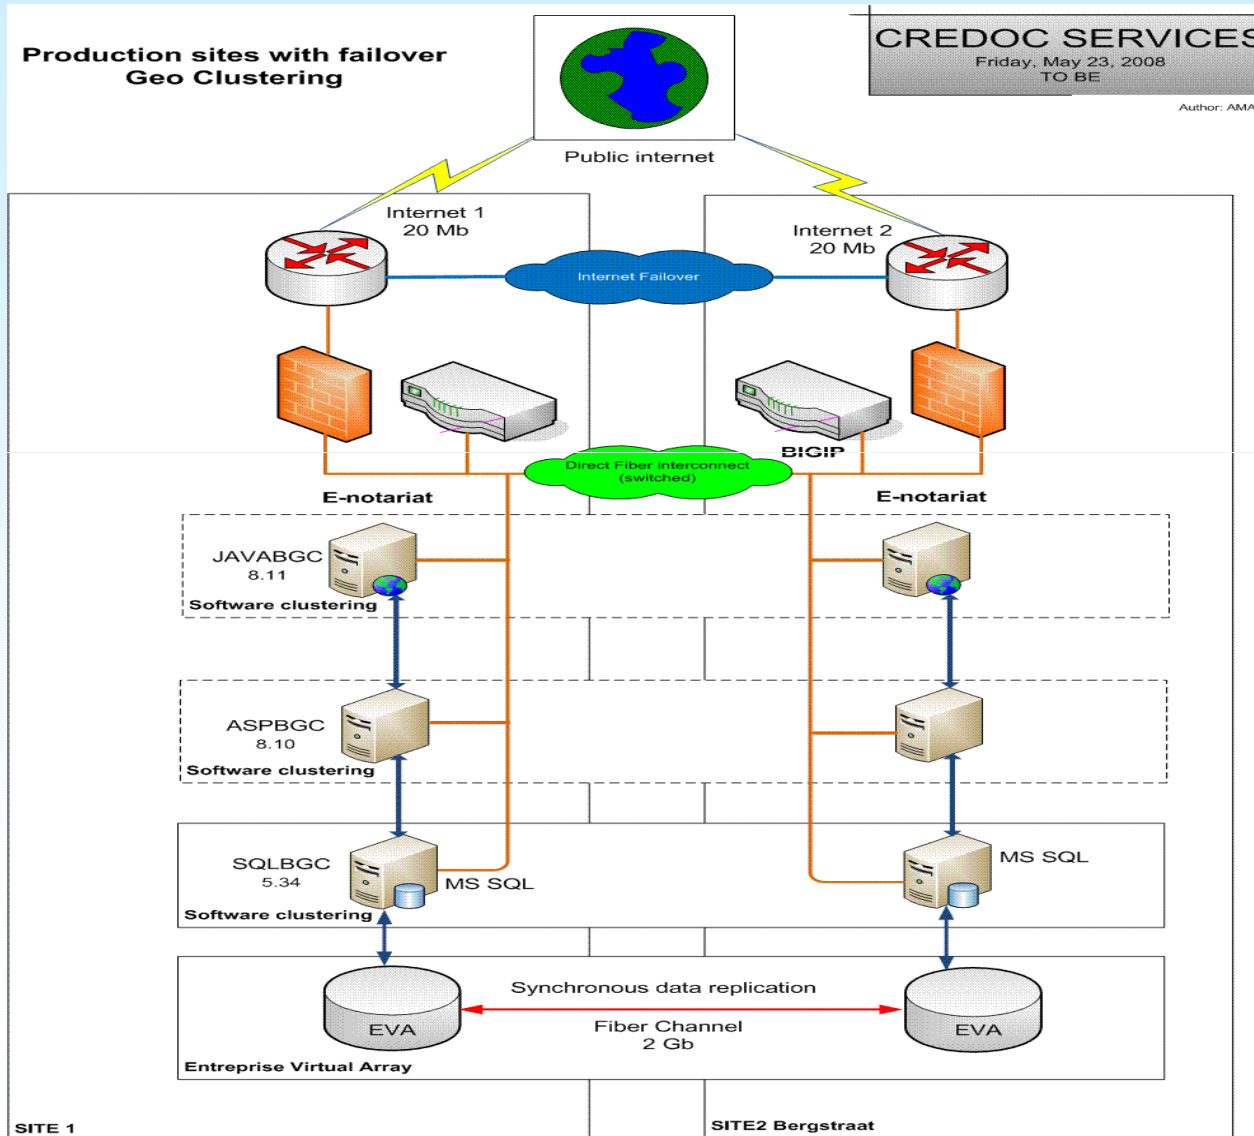 Production sites with failover
Geo Clustering
CREDOC SERVICES
Friday, May 23, 2008
TO BE
Author: AMA
Public internet
Internet 1
20 Mb
Internet 2
20 Mb
Internet Failover
BIGIP
Direct Fiber interconnect
(switched)
E-notariat
E-notariat
JAVABGC
8.11
Software clustering
ASPBGC
8.10
Software clustering
SQLBGC
5.34
MS SQL
MS SQL
Software clustering
Synchronous data replication
EVA
Fiber Channel
2 Gb
EVA
Entreprise Virtual Array
SITE 1
SITE2 Bergstraat